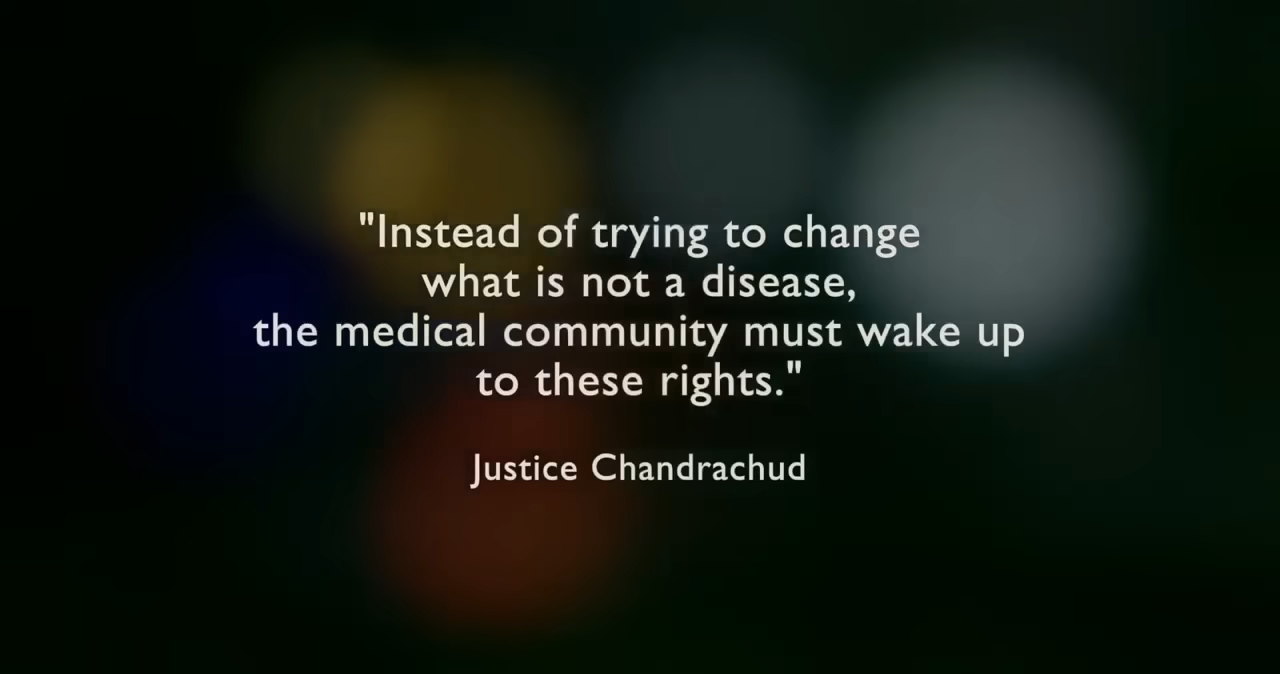 "Instead of trying to change
what is not a disease,
the medical community must wake up
to these rights."
Justice Chandrachud